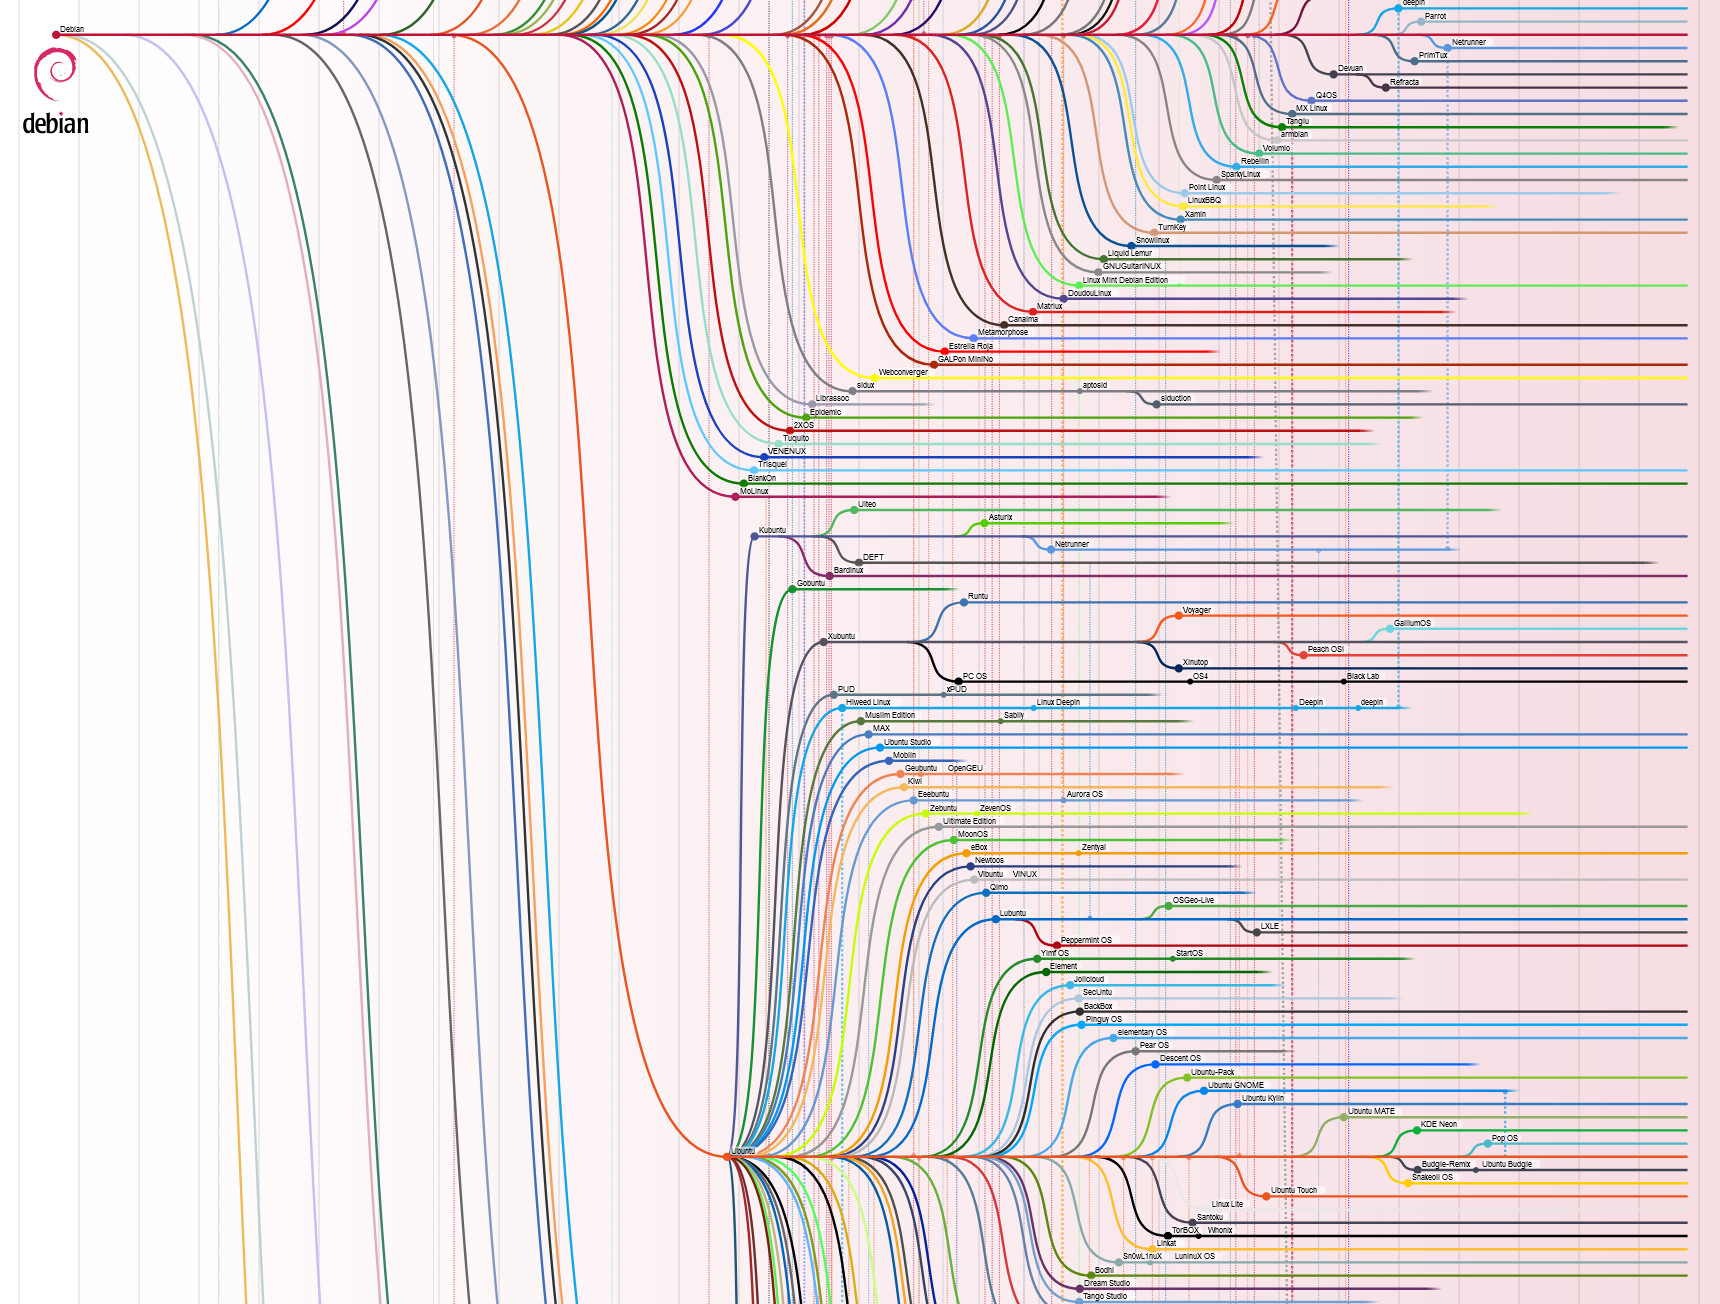 deepin
Parrot
Debian
Netrunner
PrimTux
Devuan
Refracta
debian
Q4OS
MX Linux
Tanglu
armbian
Volumio
Rebellin
SparkyLinux
Point Linux
LinuxBBQ
Xamin
TurnKey
Snowlinux
Liquid Lemur
GNUGuitarINUX
Linux Mint Debian Edition
DoudouLinux
Matriux
Canaima
Metamorphose
Estrella Roja
GALPon MiniNo
Webconverger
sidux aptosid
Librassoc siduction
Epidemic
2XOS
Tuquito
VENENUX
Trisquel
BlankOn
MoLinux
Ulteo
Asturix
Kubuntu
Netrunner
DEFT
Bardinux
Gobuntu
Runtu
Voyager
GalliumOS
Xubuntu
Peach OSI
Xinutop
PC OS OS4 Black Lab
PUD xPUD
Hiweed Linux Linux Deepin Deepin deepin
Muslim Edition Sabily
MAX
Ubuntu Studio
Moblin
Geubuntu OpenGEU
Kiwi
Eeebuntu Aurora OS
Zebuntu ZevenOS
Ultimate Edition
MoonOS
eBox Zentyal
Newtoos
Vibuntu VINUX
Qimo
OSGeo-Live
Lubuntu
LXLE
Peppermint OS
Ylmf OS StartOS
Element
Jolicloud
SecUntu
BackBox
Pinguy OS
elementary OS
Pear OS
Descent OS
Ubuntu-Pack
Ubuntu GNOME
Ubuntu Kylin
Ubuntu MATE
KDE Neon
Pop OS
Ubuntu
Budgie-Remix Ubuntu Budgie
Snakeoil OS
Ubuntu Touch
Linux Lite
Santoku
TorBOX Whonix
Linkat
Sn0wL1nuX LuninuX OS
Bodhi
Dream Studio
Tango Studio